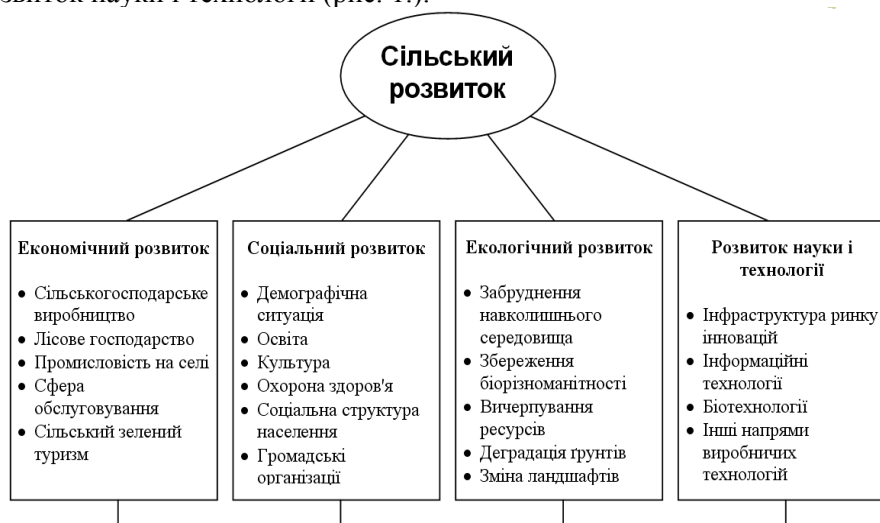 звиток науки і технології (рис. 1.).
Сільський
розвиток
Економічний розвиток
• Сільськогосподарське
виробництво
• Лісове господарство
• Промисловість на селі
• Сфера
обслуговування
• Сільський зелений
туризм
Соціальний розвиток
• Демографічна
ситуація
• Освіта
• Культура
• Охорона здоров'я
• Соціальна структура
населення
• Громадські
організації
Екологічний розвиток
• Забруднення
навколишнього
середовища
• Збереження
біорізноманітності
• Вичерпування
ресурсів
• Деградація ґрунтів
• Зміна ландшафтів
Розвиток науки і
технології
• Інфраструктура ринку
інновацій
• Інформаційні
технології
• Біотехнології
• Інші напрями
виробничих
технологій